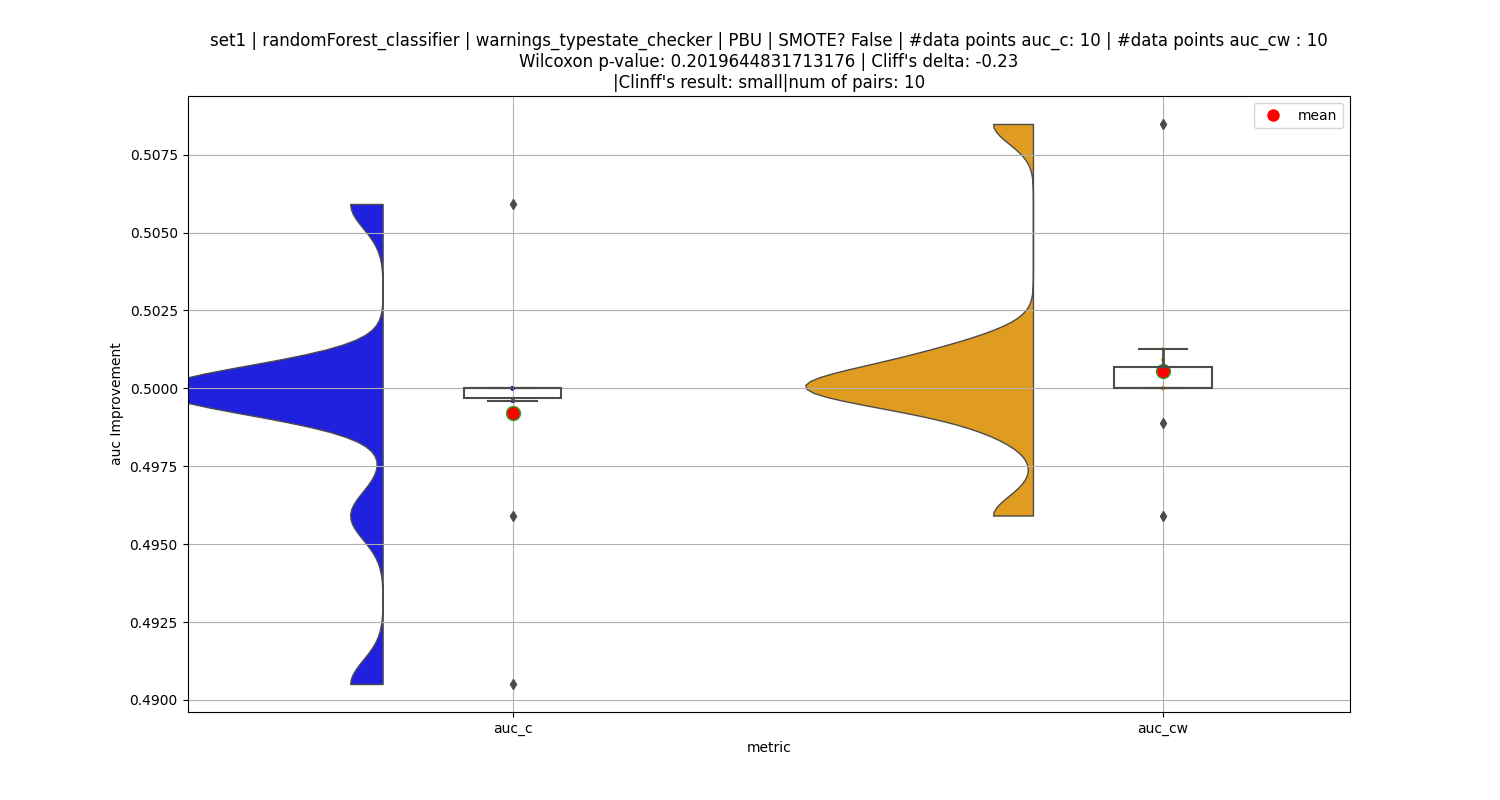 set1 | randomForest_classifier | warnings_typestate_checker | PBU | SMOTE? False | #data points auc_c: 10 | #data points auc_cw : 10
Wilcoxon p-value: 0.2019644831713176 | Cliff's delta: -0.23
|Clinff's result: small|num of pairs: 10
mean
0.5075
0.5050
0.5025
0.5000
0.4975
0.4950
0.4925
0.4900
auc Improvement
auc_c
auc_cw
metric